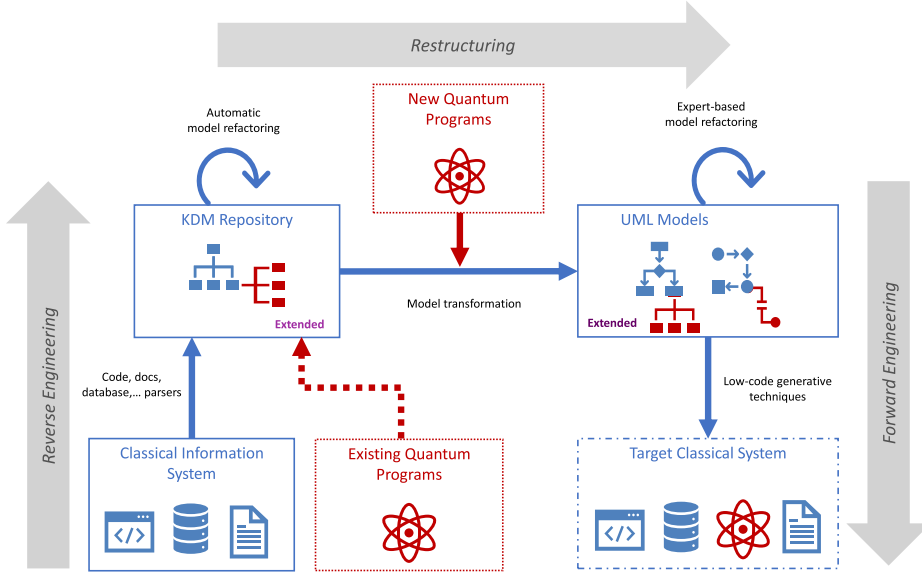 Restructuring
New Quantum
Programs
Automatic
model refactoring
Expert-based
model refactoring
KDM Repository
Extended
UML Models
Extended
Model transformation
Reverse Engineering
Forward Engineering
Code, docs,
database,… parsers
Low-code generative
techniques
Classical Information
System
</>
Existing Quantum
Programs
Target Classical System
</>